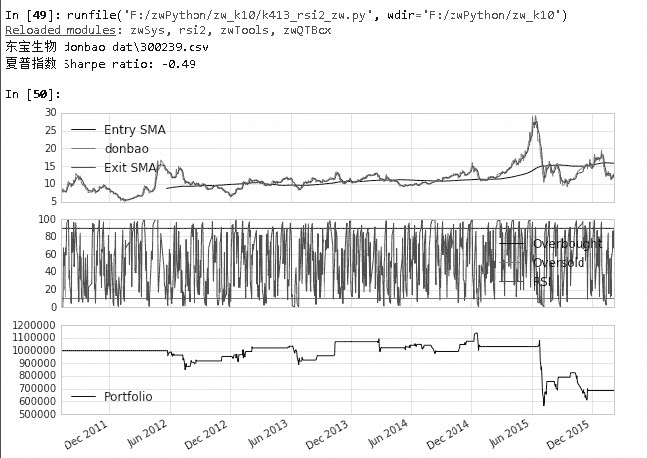 In [49]: runfile('F:/zwPython/zw_k10/k413_rsi2_zw.py', wdir='F:/zwPython/zw_k10')
Reloaded modules: zwSys, rsi2, zwTools, zwQTBox
东宝生物 donbao dat\300239.csv
夏普指数 Sharpe ratio: -0.49
In [50]:
30
25
20
15
10
5
Entry SMA
donbao
Exit SMA
100
80
60
40
20
0
Overbought
Oversold
RSI
1200000
1100000
1000000
900000
800000
700000
600000
500000
Portfolio
Dec 2011
Jun 2012
Dec 2012
Jun 2013
Dec 2013
Jun 2014
Dec 2014
Jun 2015
Dec 2015